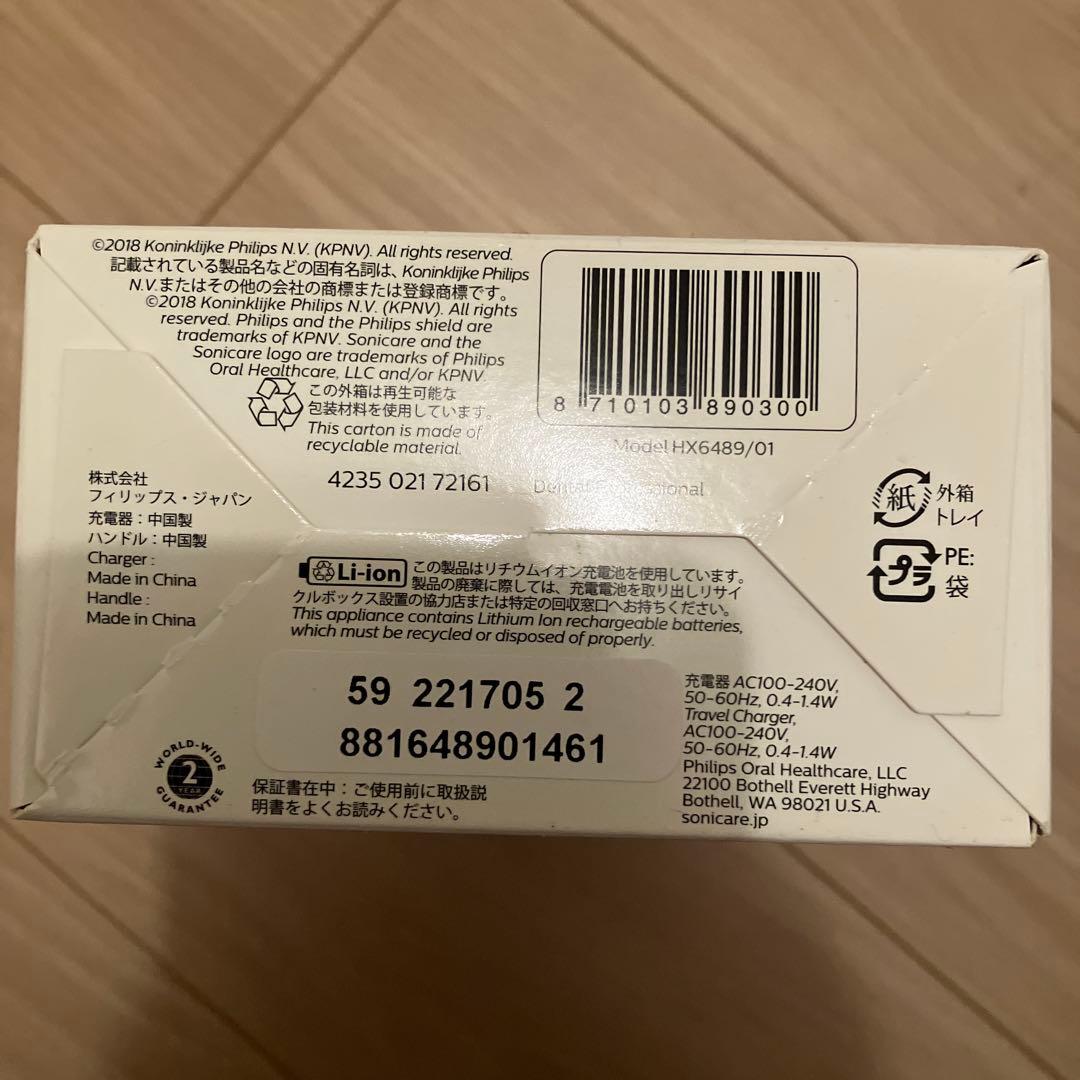 ©2018 Koninklijke Philips N.V. (KPNV). All rights reserved.
記載されている製品名などの固有名詞は、Koninklijke Philips
N.V.またはその他の会社の商標または登録商標です。
©2018 Koninklijke Philips N.V. (KPNV). All rights
reserved. Philips and the Philips shield are
trademarks of KPNV. Sonicare and the
Sonicare logo are trademarks of Philips
Oral Healthcare, LLC and/or KPNV
この外箱は再生可能な
包装材料を使用しています。
This carton is made of
recyclable material.
4235 021 72161
8 710103 890300
Model HX6489/01
Dental Professional
株式会社
フィリップス・ジャパン
充電器：中国製
ハンドル：中国製
Charger :
Made in China
Handle :
Made in China
紙 外箱
トレイ
プラ PE:
袋
Li-ion この製品はリチウムイオン充電池を使用しています。
製品の廃棄に際しては、充電電池を取り出しリサイ
クルボックス設置の協力店または特定の回収窓口へお持ちください。
This appliance contains Lithium Ion rechargeable batteries,
which must be recycled or disposed of properly.
59 221705 2
881648901461
WORLD-WIDE
2
YEAR
GUARANTEE
保証書在中：ご使用前に取扱説
明書をよくお読みください。
充電器 AC100-240V,
50-60Hz, 0.4-1.4W
Travel Charger,
AC100-240V,
50-60Hz, 0.4-1.4W
Philips Oral Healthcare, LLC
22100 Bothell Everett Highway
Bothell, WA 98021 U.S.A.
sonicare.jp